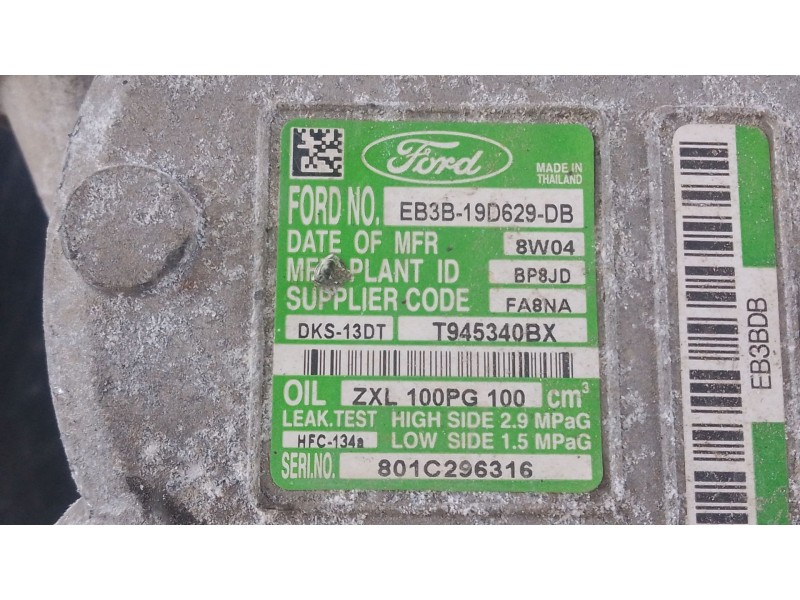 Ford
MADE IN
THAILAND
FORD NO. EB3B-19D629-DB
DATE OF MFR 8W04
PLANT ID BP8JD
SUPPLIER CODE FA8NA
DKS-13DT T945340BX
OIL ZXL 100PG 100 cm³
LEAK.TEST HIGH SIDE 2.9 MPaG
HFC-134a LOW SIDE 1.5 MPaG
SERI.NO. 801C296316
EB3BDB